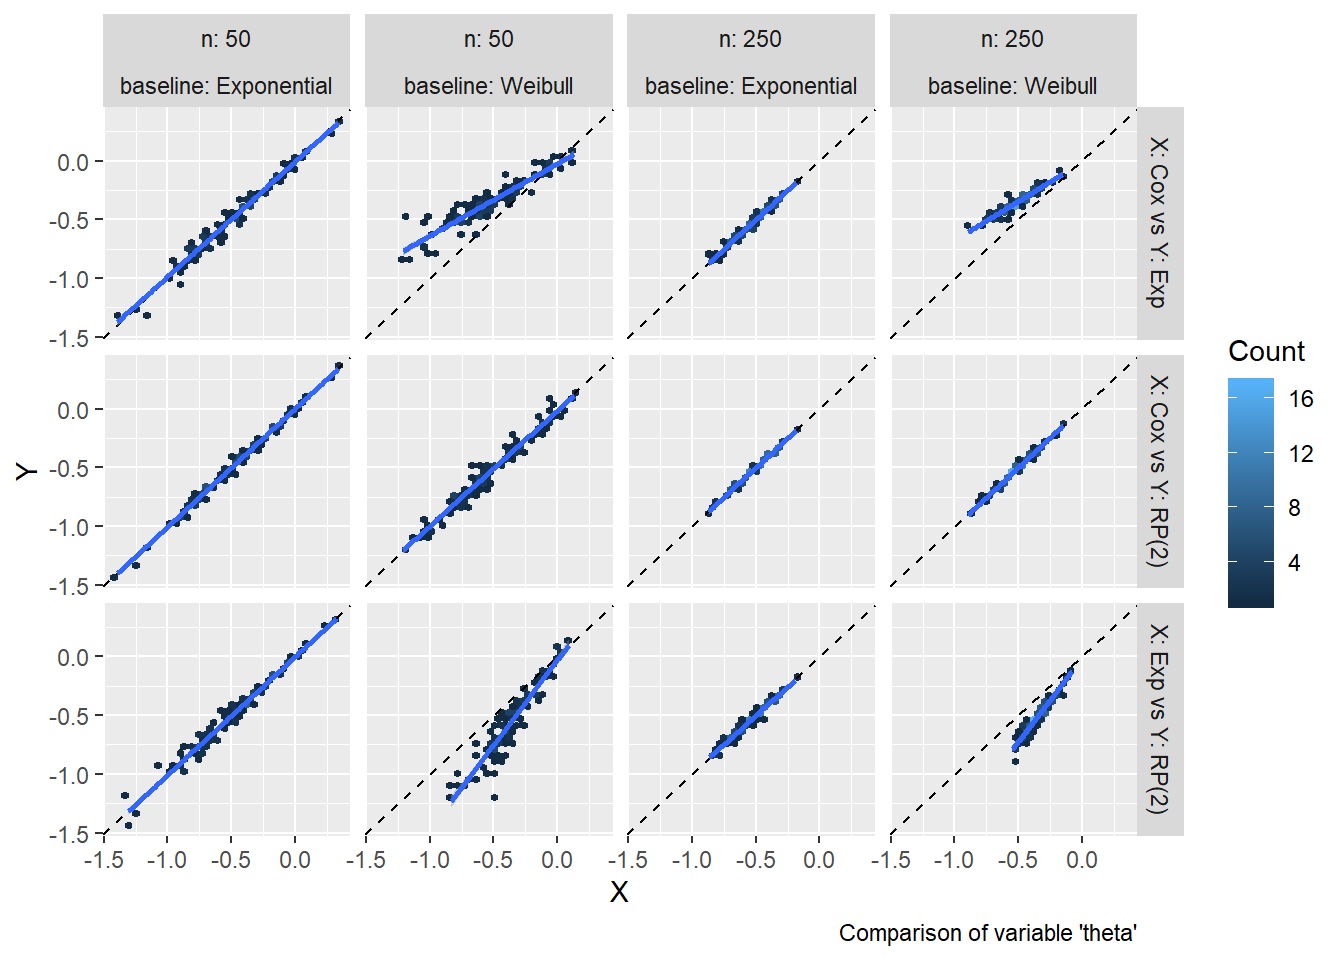 n: 50
n: 50
n: 250
n: 250
baseline: Exponential
baseline: Weibull
baseline: Exponential
baseline: Weibull
0.0
-0.5
-1.0
-1.5
X: Cox vs Y: Exp
0.0
-0.5
-1.0
-1.5
X: Cox vs Y: RP(2)
0.0
-0.5
-1.0
-1.5
X: Exp vs Y: RP(2)
Y
-1.5 -1.0 -0.5 0.0
-1.5 -1.0 -0.5 0.0
-1.5 -1.0 -0.5 0.0
-1.5 -1.0 -0.5 0.0
X
Count
16
12
8
4
Comparison of variable 'theta'